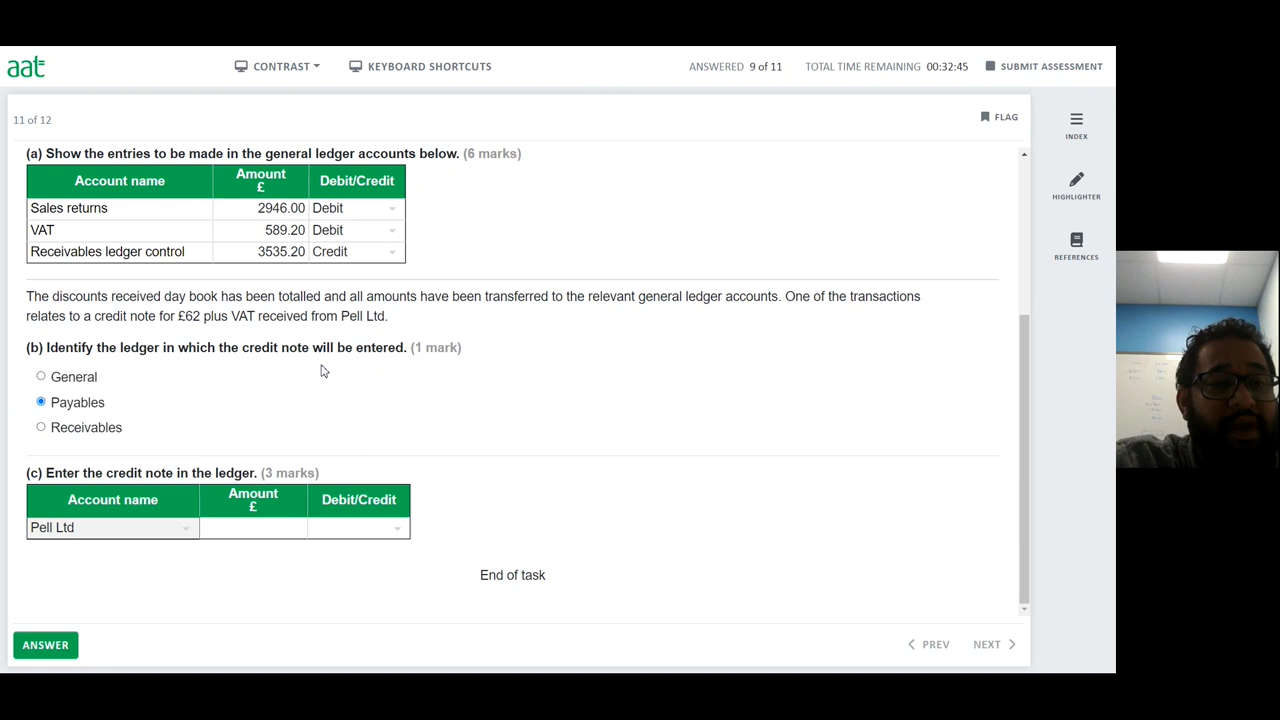 aat
CONTRAST
KEYBOARD SHORTCUTS
ANSWERED 9 of 11
TOTAL TIME REMAINING 00:32:45
SUBMIT ASSESSMENT
11 of 12
FLAG
INDEX
HIGHLIGHTER
REFERENCES
(a) Show the entries to be made in the general ledger accounts below. (6 marks)
Account name Amount £ Debit/Credit
Sales returns 2946.00 Debit
VAT 589.20 Debit
Receivables ledger control 3535.20 Credit
The discounts received day book has been totalled and all amounts have been transferred to the relevant general ledger accounts. One of the transactions
relates to a credit note for £62 plus VAT received from Pell Ltd.
(b) Identify the ledger in which the credit note will be entered. (1 mark)
General
Payables
Receivables
(c) Enter the credit note in the ledger. (3 marks)
Account name Amount £ Debit/Credit
Pell Ltd
End of task
ANSWER
PREV
NEXT